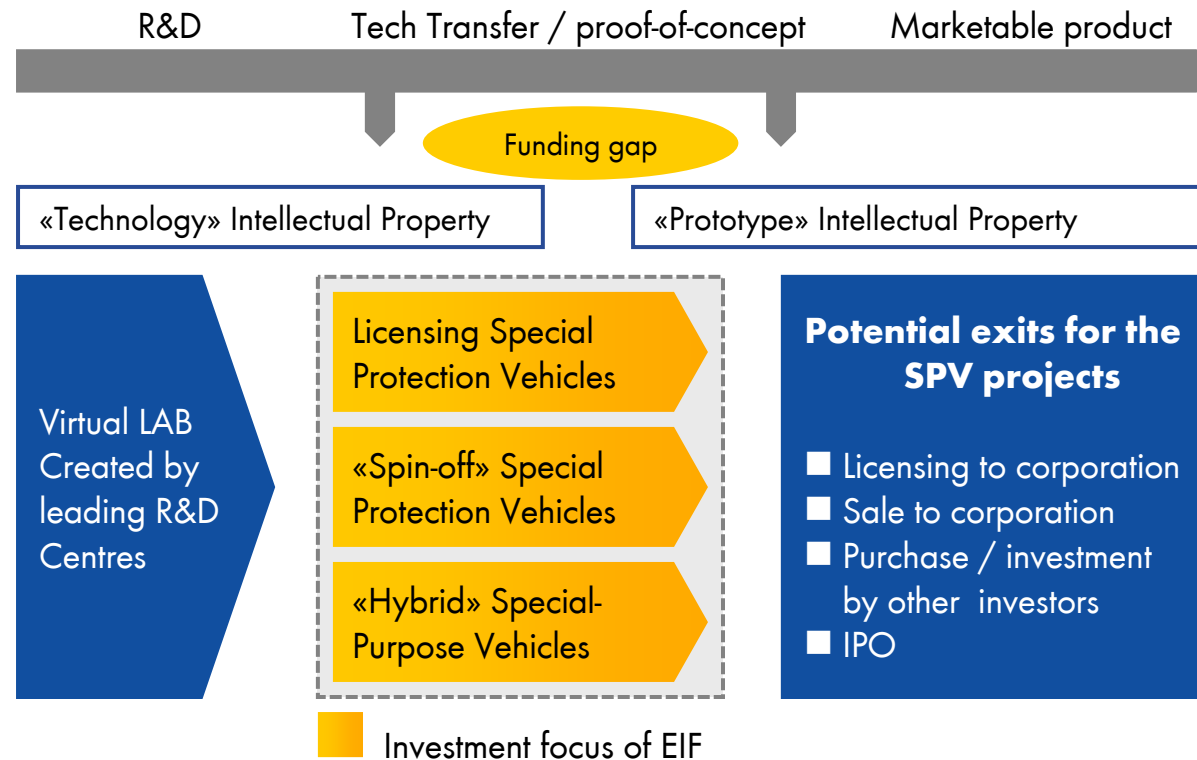 R&D
Tech Transfer / proof-of-concept
Marketable product
Funding gap
«Technology» Intellectual Property
«Prototype» Intellectual Property
Virtual LAB
Created by
leading R&D
Centres
Licensing Special
Protection Vehicles
«Spin-off» Special
Protection Vehicles
«Hybrid» Special-
Purpose Vehicles
Potential exits for the
SPV projects
Licensing to corporation
Sale to corporation
Purchase / investment
by other investors
IPO
Investment focus of EIF